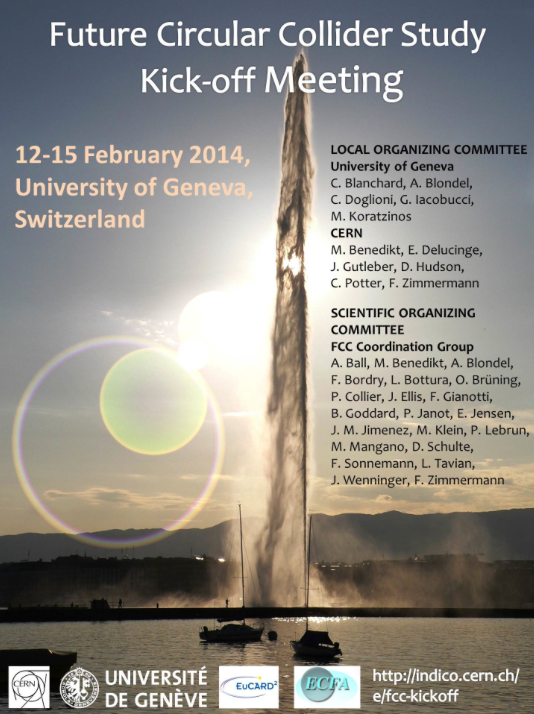 Future Circular Collider Study
Kick-off Meeting
12-15 February 2014,
University of Geneva,
Switzerland
LOCAL ORGANIZING COMMITTEE
University of Geneva
C. Blanchard, A. Blondel,
C. Doglioni, G. Iacobucci,
M. Koratzinos
CERN
M. Benedikt, E. Delucinge,
J. Gutleber, D. Hudson,
C. Potter, F. Zimmermann
SCIENTIFIC ORGANIZING
COMMITTEE
FCC Coordination Group
A. Ball, M. Benedikt, A. Blondel,
F. Bordry, L. Bottura, O. Brüning,
P. Collier, J. Ellis, F. Gianotti,
B. Goddard, P. Janot, E. Jensen,
J. M. Jimenez, M. Klein, P. Lebrun,
M. Mangano, D. Schulte,
F. Sonnemann, L. Tavian,
J. Wenninger, F. Zimmermann
CERN
UNIVERSITÉ
DE GENÈVE
EuCARD²
ECFA
http://indico.cern.ch/
e/fcc-kickoff